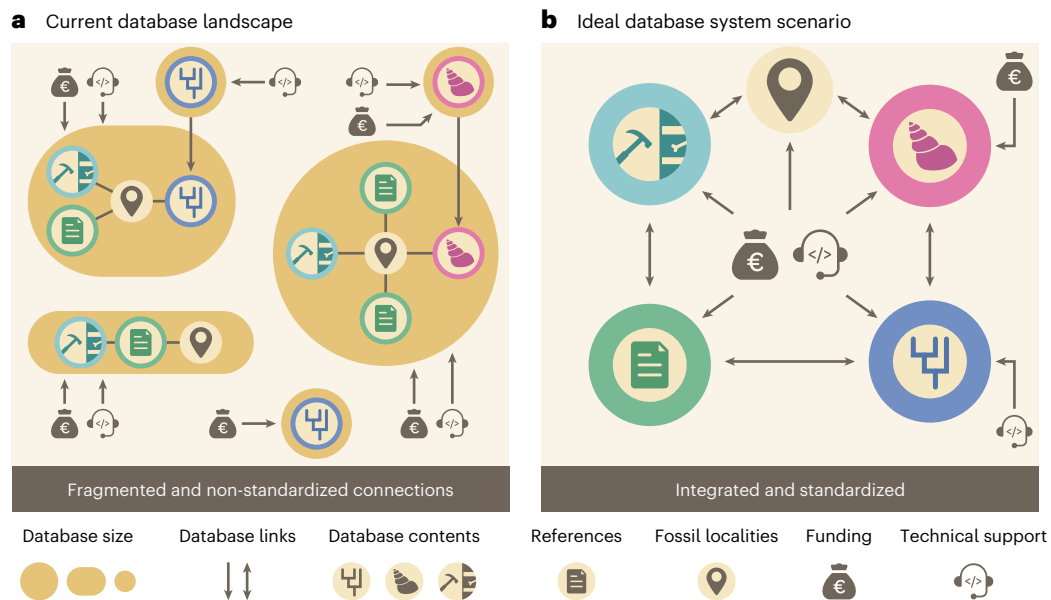 a Current database landscape
b Ideal database system scenario
</>
€
</>
</>
€
€
€
</>
€
</>
€
€
</>
€
</>
</>
Fragmented and non-standardized connections
Integrated and standardized
Database size
Database links
Database contents
References
Fossil localities
Funding
Technical support
€
</>